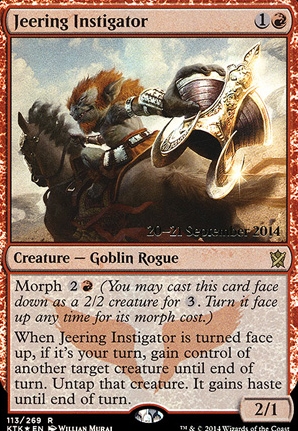 Jeering Instigator 1
20–21 September 2014
Creature — Goblin Rogue
Morph 2 (You may cast this card face
down as a 2/2 creature for 3. Turn it face
up any time for its morph cost.)
When Jeering Instigator is turned face
up, if it's your turn, gain control of
another target creature until end of
turn. Untap that creature. It gains haste
until end of turn.
2/1
113/269 R
KTK ★ EN Willian Murai
™ & © 2014 Wizards of the Coast